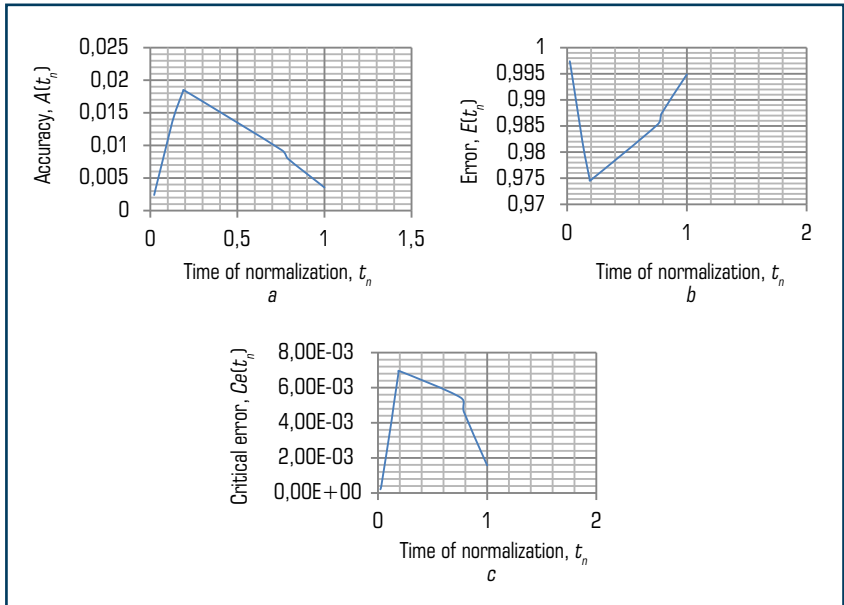 Accuracy, A(tₙ)
0,025
0,02
0,015
0,01
0,005
0
0 0,5 1 1,5
Time of normalization, tₙ
a
Error, E(tₙ)
1
0,995
0,99
0,985
0,98
0,975
0,97
0 1 2
Time of normalization, tₙ
b
Critical error, Ce(tₙ)
8,00E-03
6,00E-03
4,00E-03
2,00E-03
0,00E+00
0 1 2
Time of normalization, tₙ
c